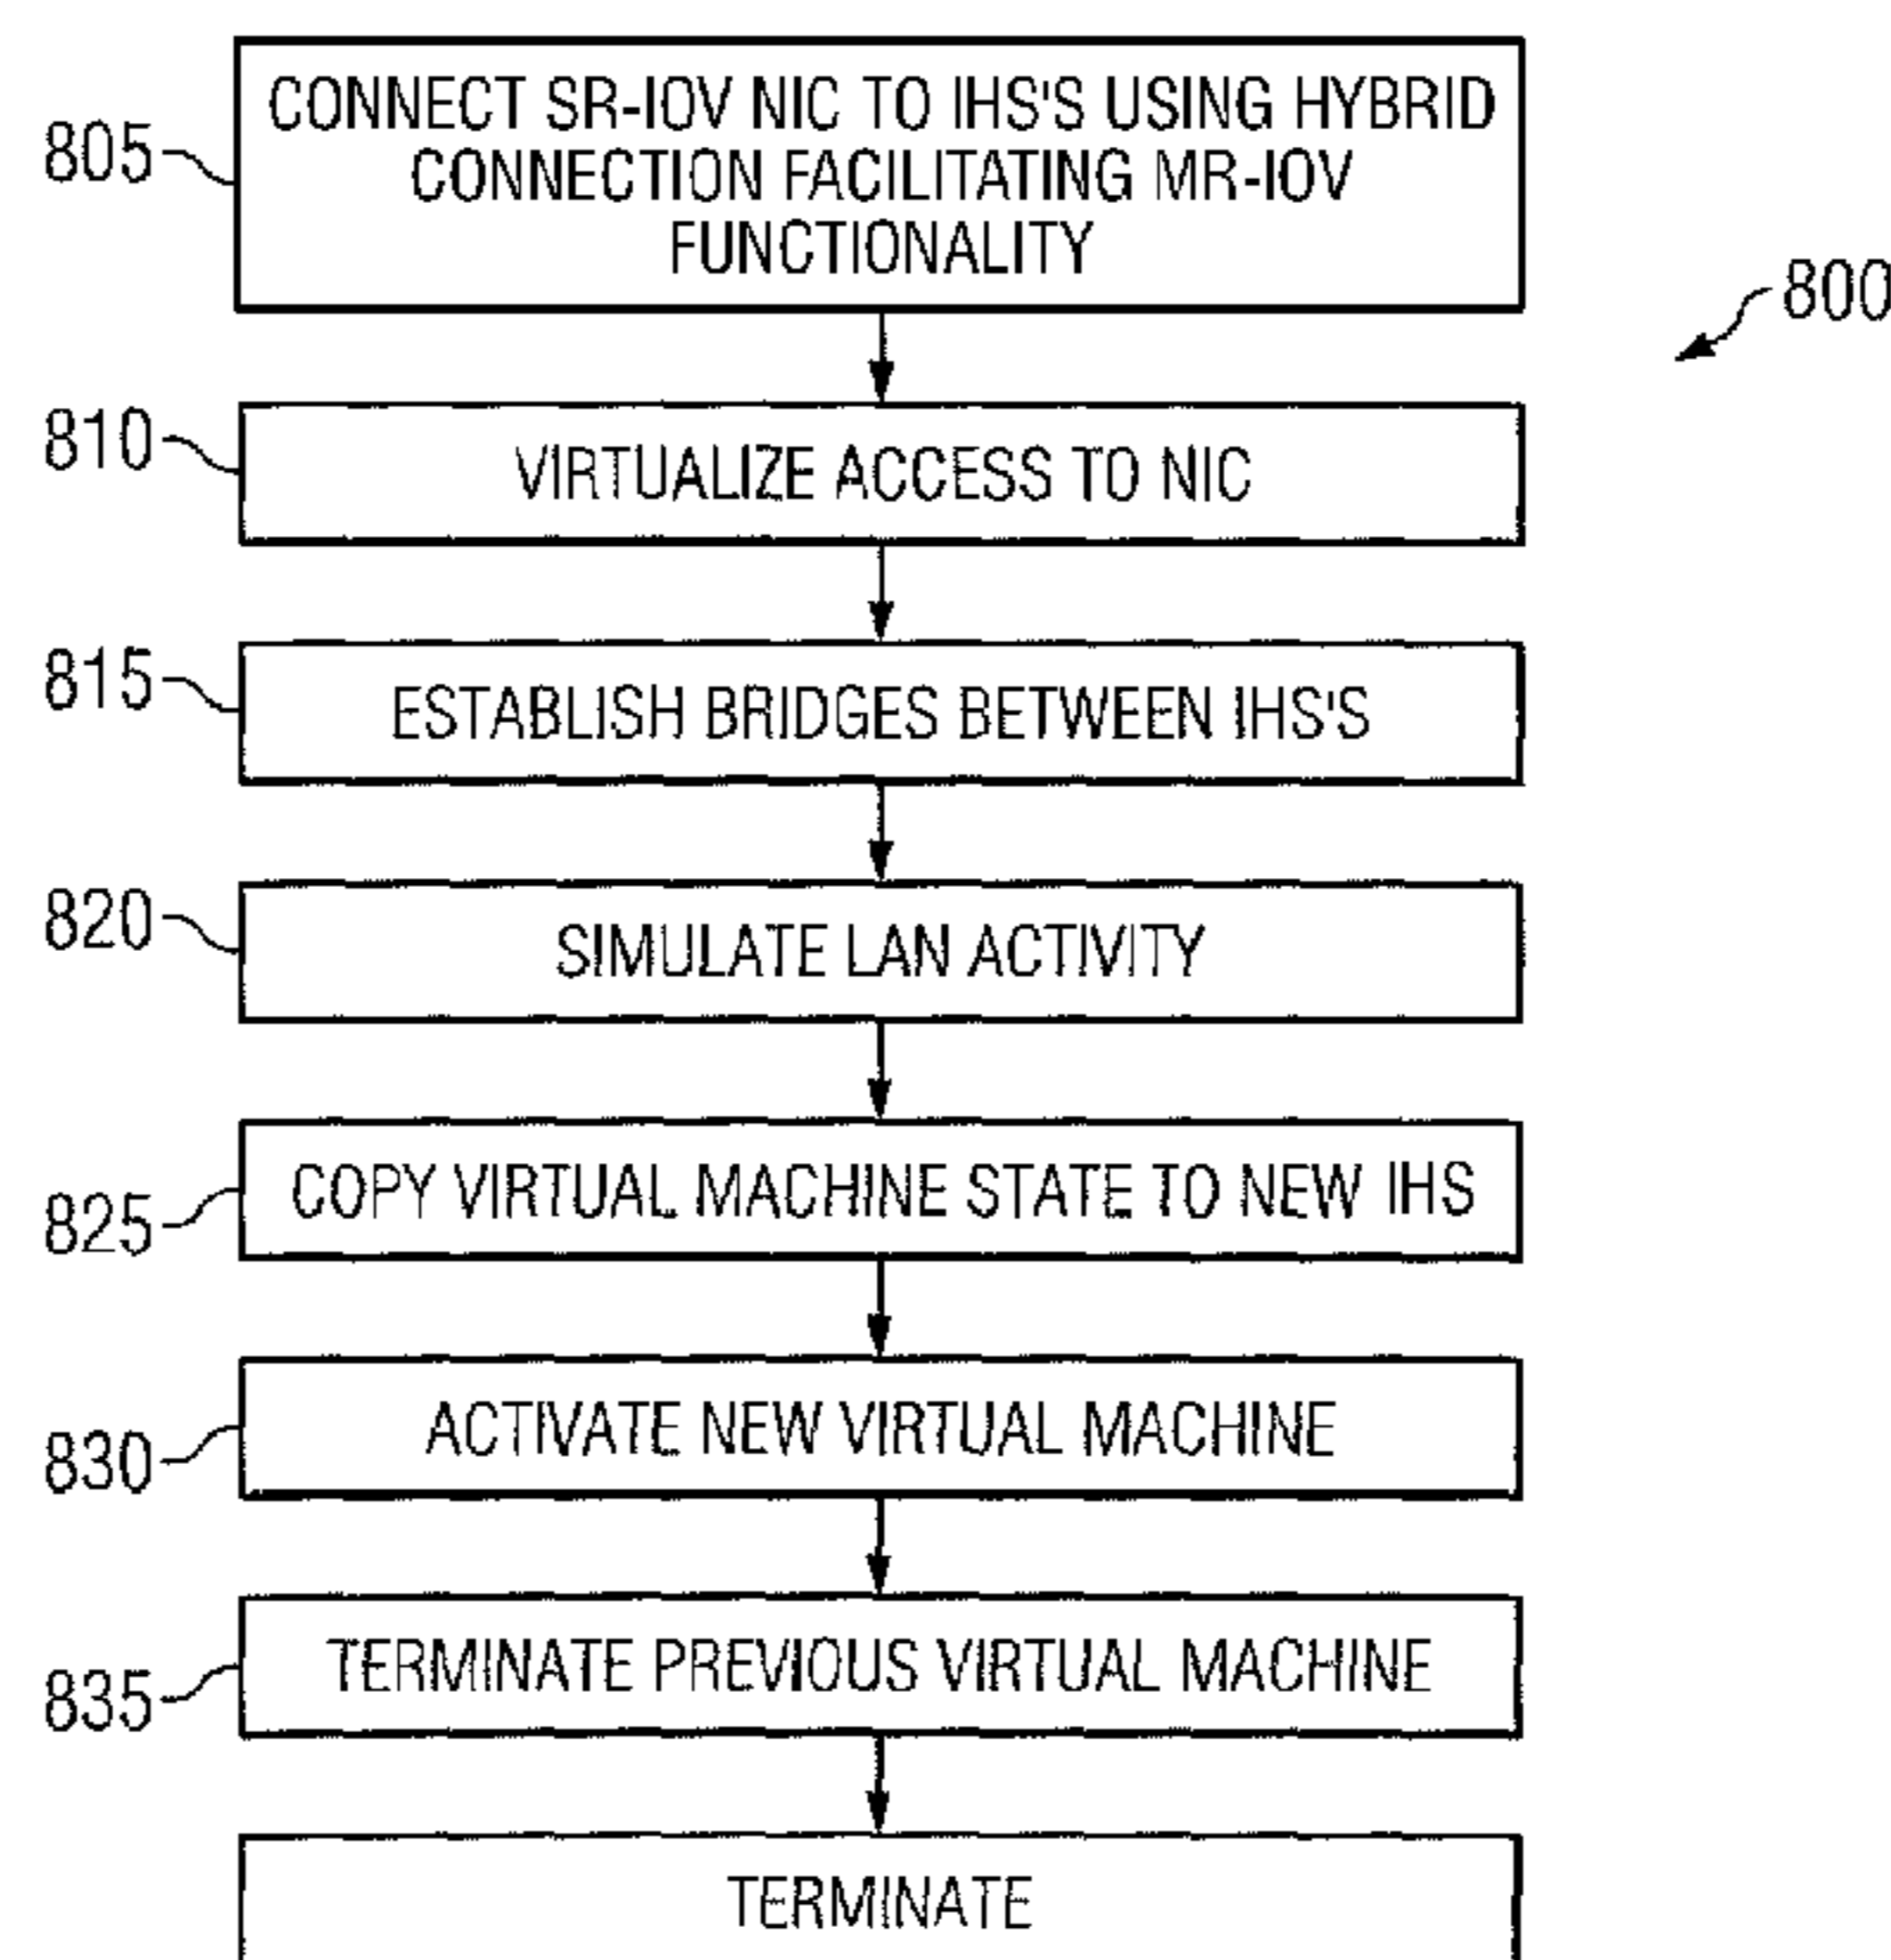 805
CONNECT SR-IOV NIC TO IHS'S USING HYBRID
CONNECTION FACILITATING MR-IOV
FUNCTIONALITY
800
810
VIRTUALIZE ACCESS TO NIC
815
ESTABLISH BRIDGES BETWEEN IHS'S
820
SIMULATE LAN ACTIVITY
825
COPY VIRTUAL MACHINE STATE TO NEW IHS
830
ACTIVATE NEW VIRTUAL MACHINE
835
TERMINATE PREVIOUS VIRTUAL MACHINE
TERMINATE